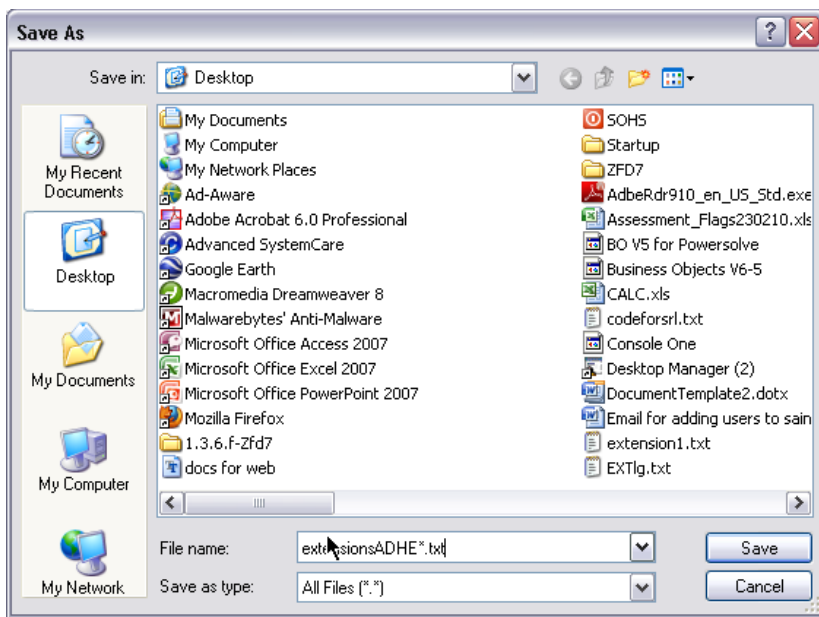 Save As
Save in:
Desktop
My Recent
Documents
Desktop
My Documents
My Computer
My Network
My Documents
My Computer
My Network Places
Ad-Aware
Adobe Acrobat 6.0 Professional
Advanced SystemCare
Google Earth
Macromedia Dreamweaver 8
Malwarebytes' Anti-Malware
Microsoft Office Access 2007
Microsoft Office Excel 2007
Microsoft Office PowerPoint 2007
Mozilla Firefox
1.3.6.f-Zfd7
docs for web
SOHS
Startup
ZFD7
AdbeRdr910_en_US_Std.exe
Assessment_Flags230210.xls
BO V5 for Powersolve
Business Objects V6-5
CALC.xls
codeforsrl.txt
Console One
Desktop Manager (2)
DocumentTemplate2.dotx
Email for adding users to sain
extension1.txt
EXTlg.txt
File name:
extensionsADHE*.txt
Save
Save as type:
All Files (*.*)
Cancel